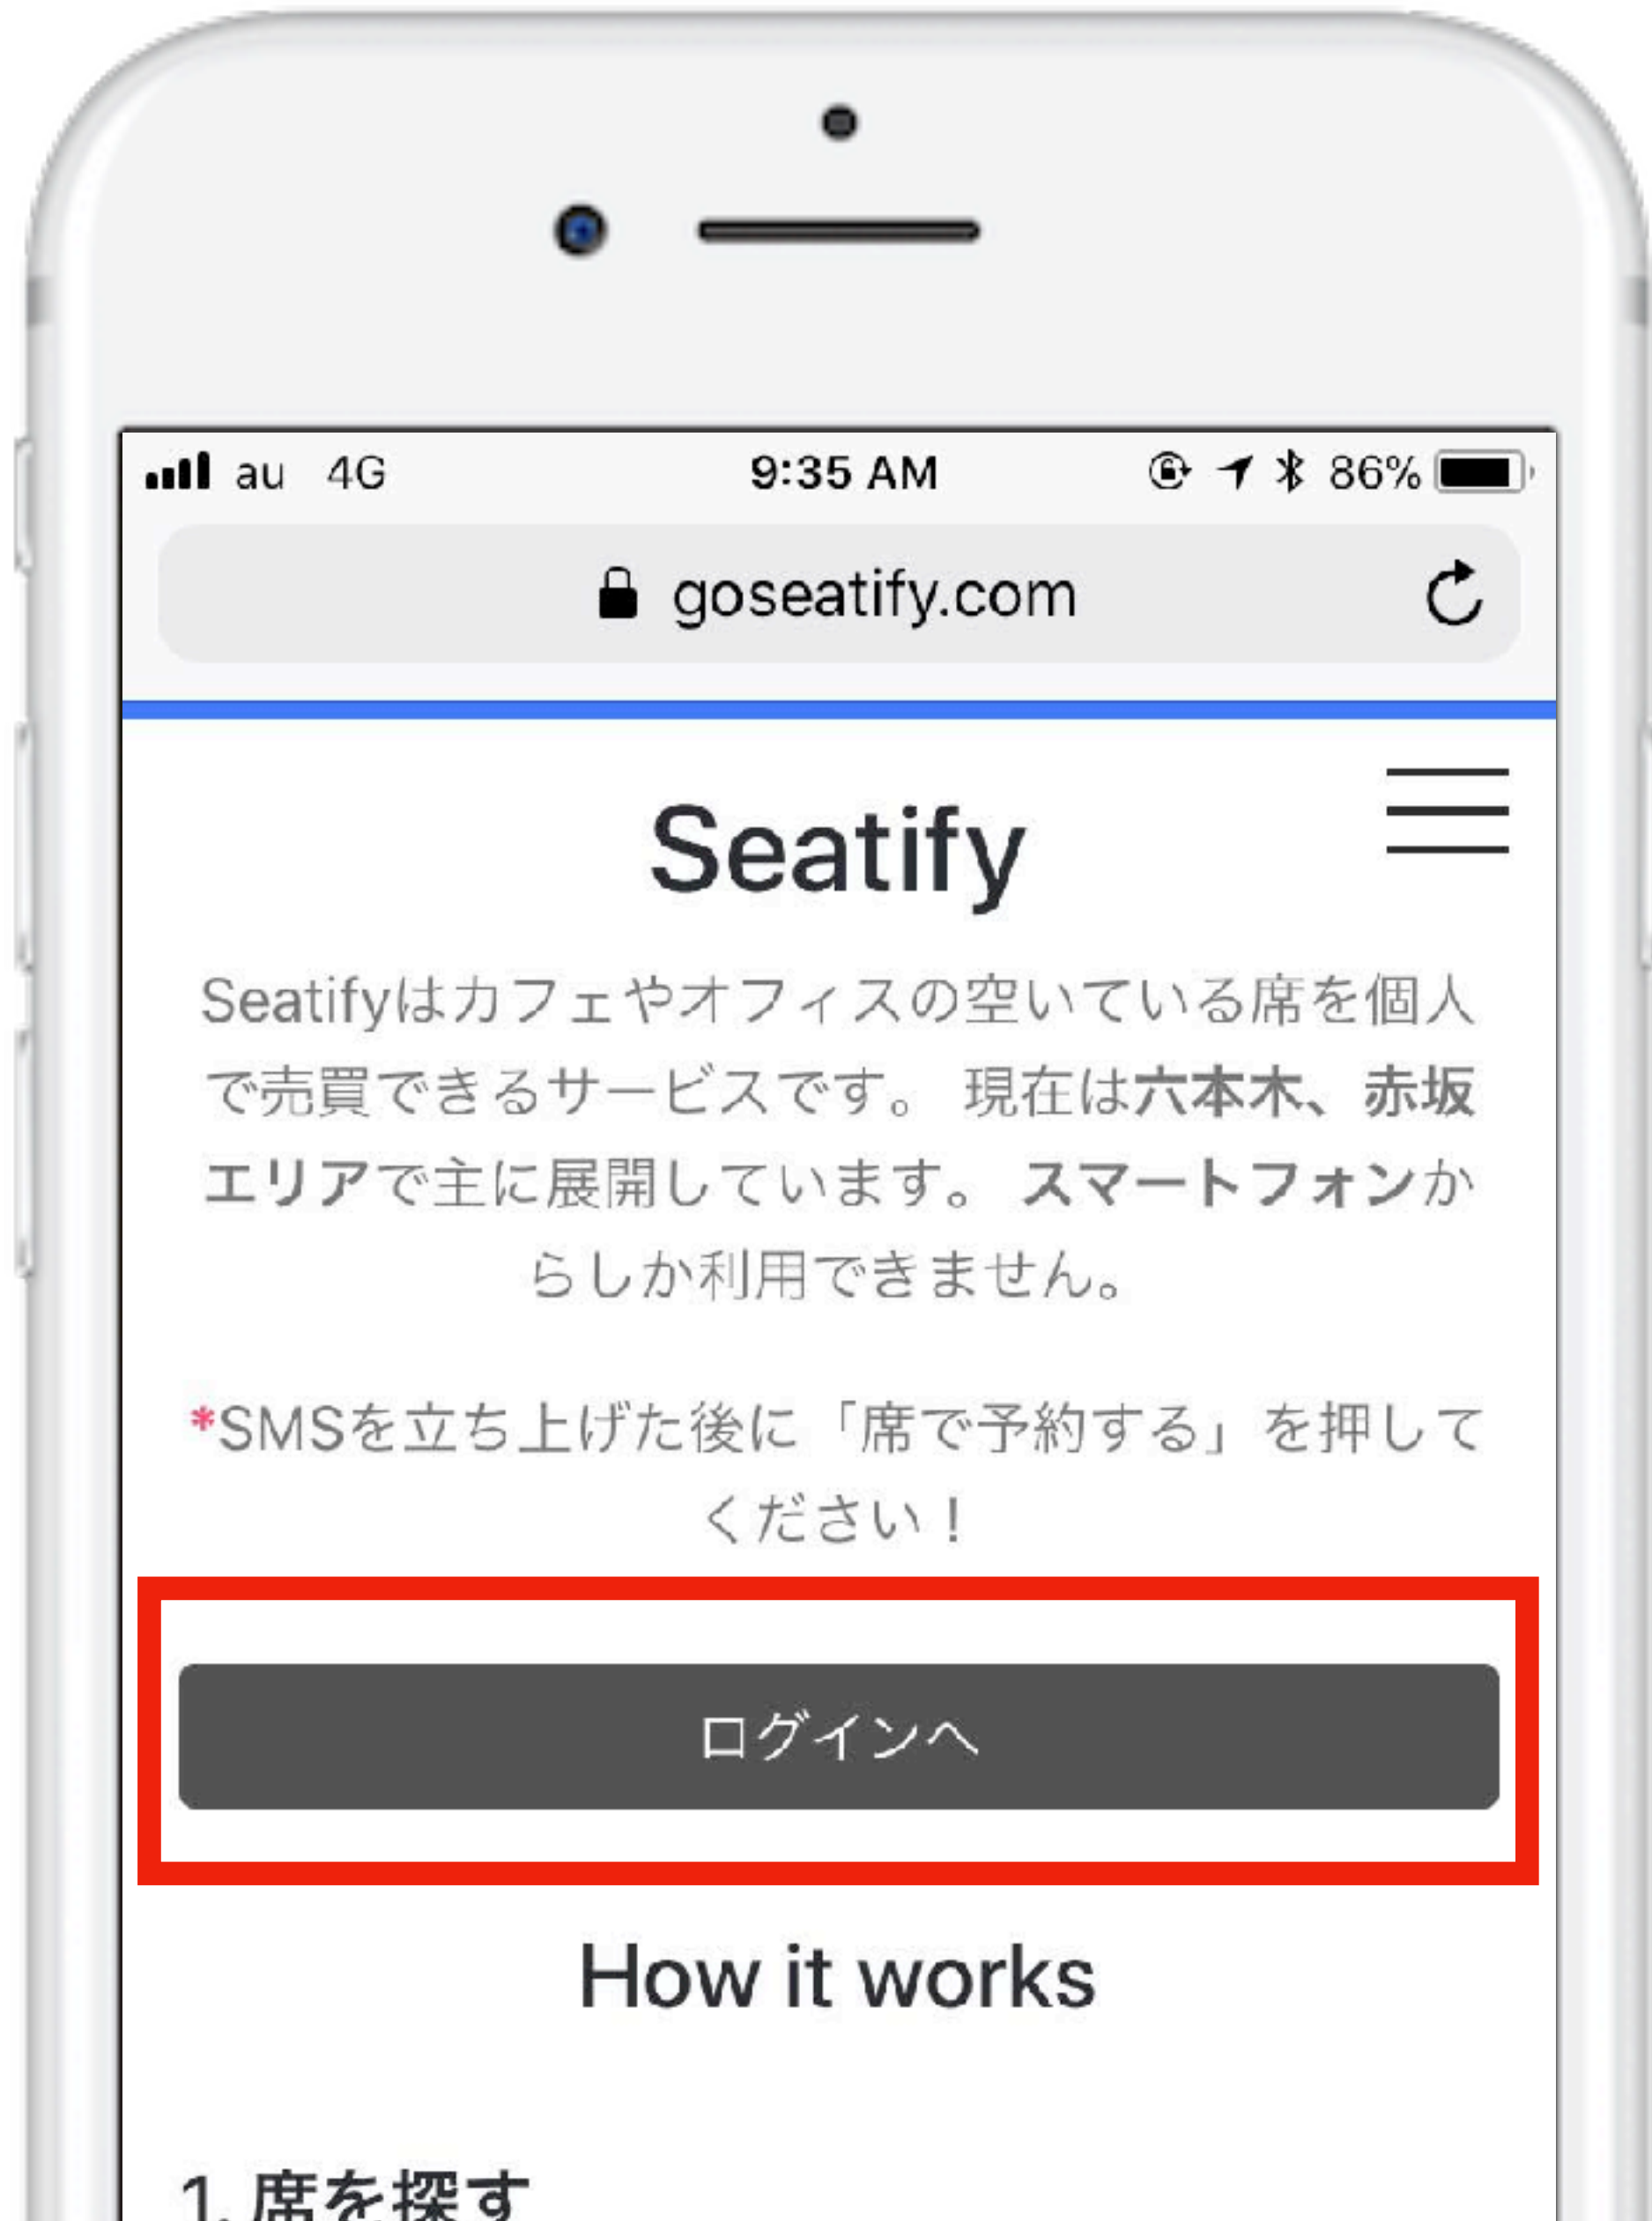 au 4G 9:35 AM 86%
goseatify.com
Seatify
Seatifyはカフェやオフィスの空いている席を個人
で売買できるサービスです。 現在は六本木、赤坂
エリアで主に展開しています。 スマートフォンか
らしか利用できません。
*SMSを立ち上げた後に「席で予約する」を押して
ください！
ログインへ
How it works
1. 席を探す